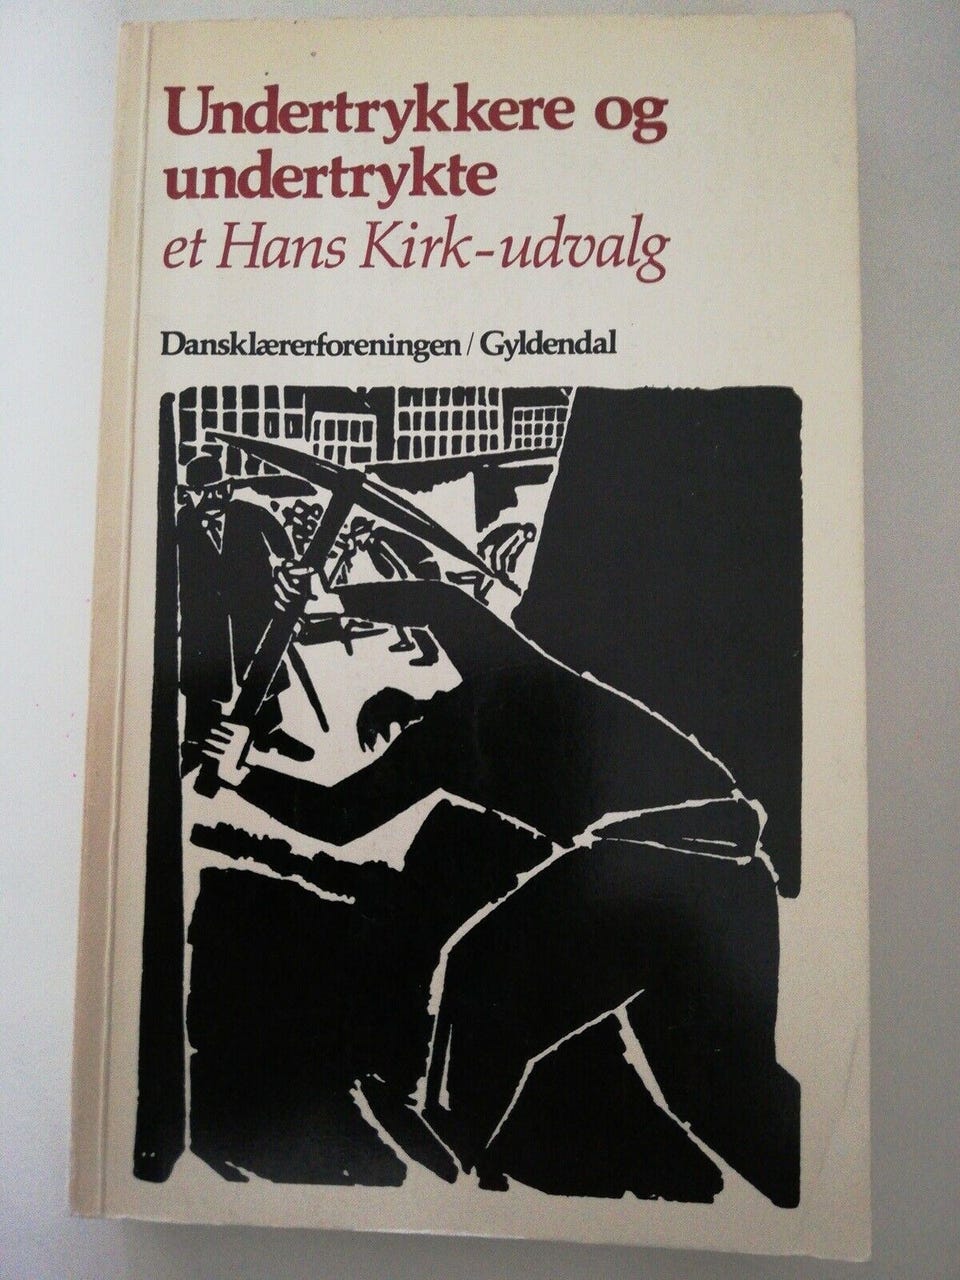 Undertrykkere og
undertrykte
et Hans Kirk-udvalg
Dansklærerforeningen / Gyldendal